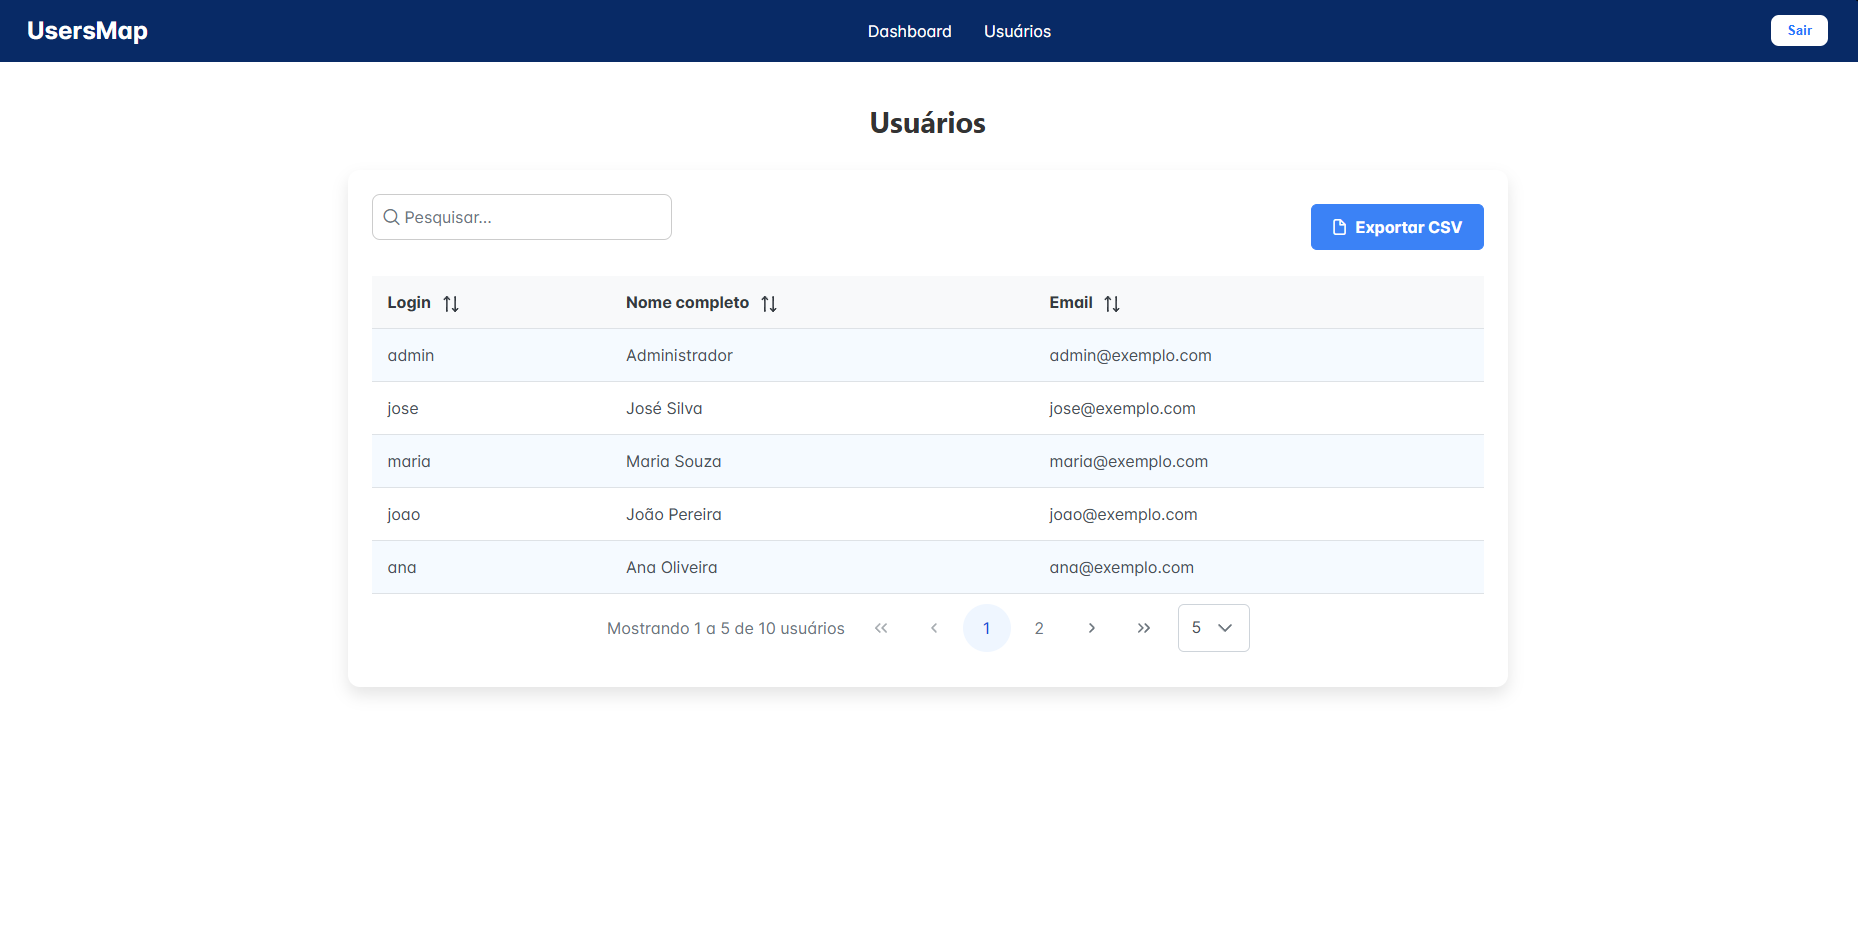 UsersMap Dashboard Usuários Sair
Usuários
Pesquisar...
Exportar CSV
Login Nome completo Email
admin Administrador admin@exemplo.com
jose José Silva jose@exemplo.com
maria Maria Souza maria@exemplo.com
joao João Pereira joao@exemplo.com
ana Ana Oliveira ana@exemplo.com
Mostrando 1 a 5 de 10 usuários « ‹ 1 2 › » 5